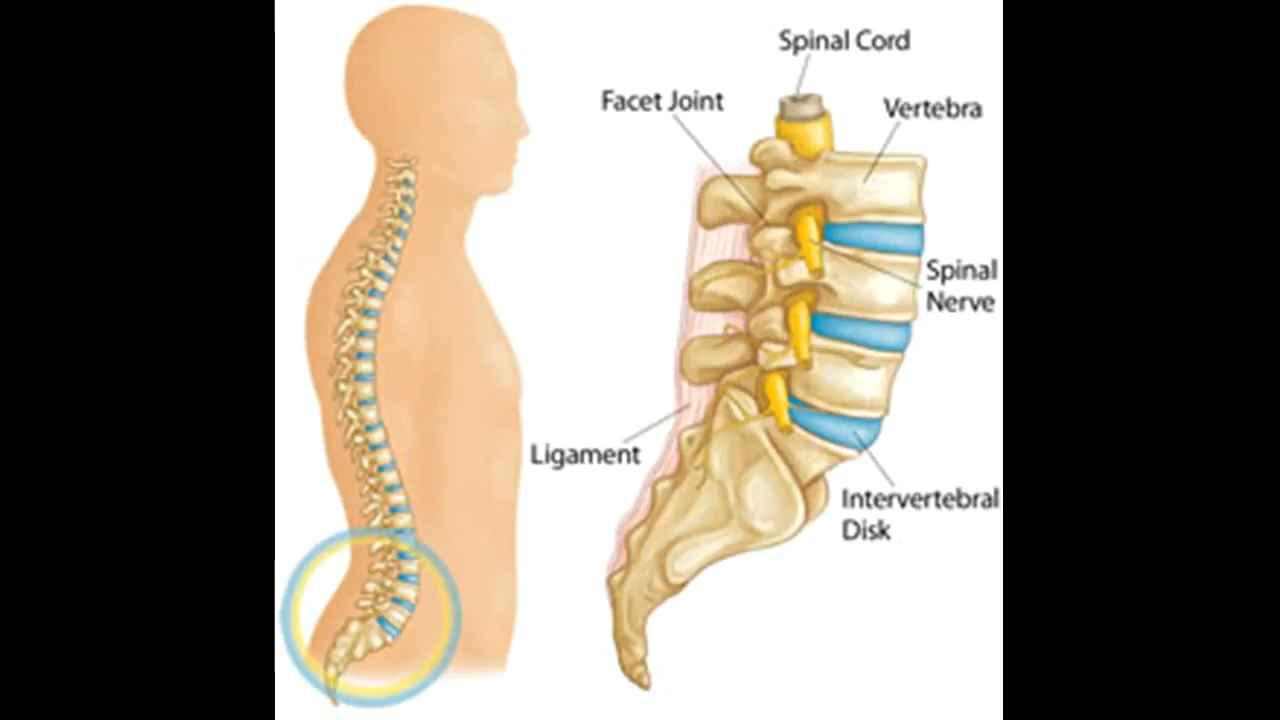 Spinal Cord
Facet Joint
Vertebra
Spinal
Nerve
Ligament
Intervertebral
Disk